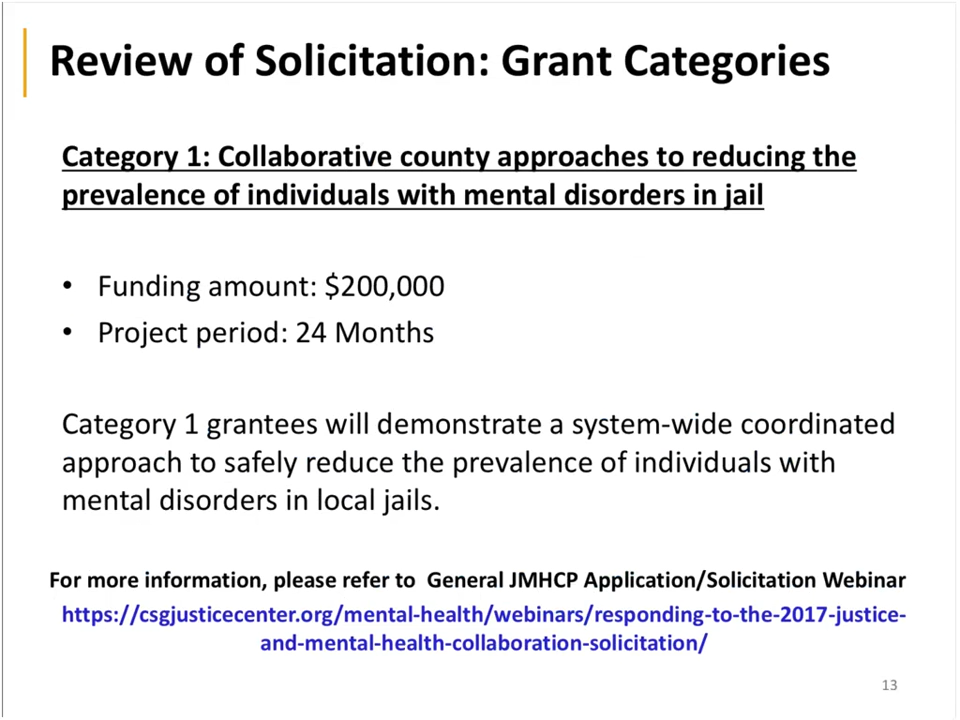 Review of Solicitation: Grant Categories
Category 1: Collaborative county approaches to reducing the
prevalence of individuals with mental disorders in jail
• Funding amount: $200,000
• Project period: 24 Months
Category 1 grantees will demonstrate a system-wide coordinated
approach to safely reduce the prevalence of individuals with
mental disorders in local jails.
For more information, please refer to  General JMHCP Application/Solicitation Webinar
https://csgjusticecenter.org/mental-health/webinars/responding-to-the-2017-justice-
and-mental-health-collaboration-solicitation/
13